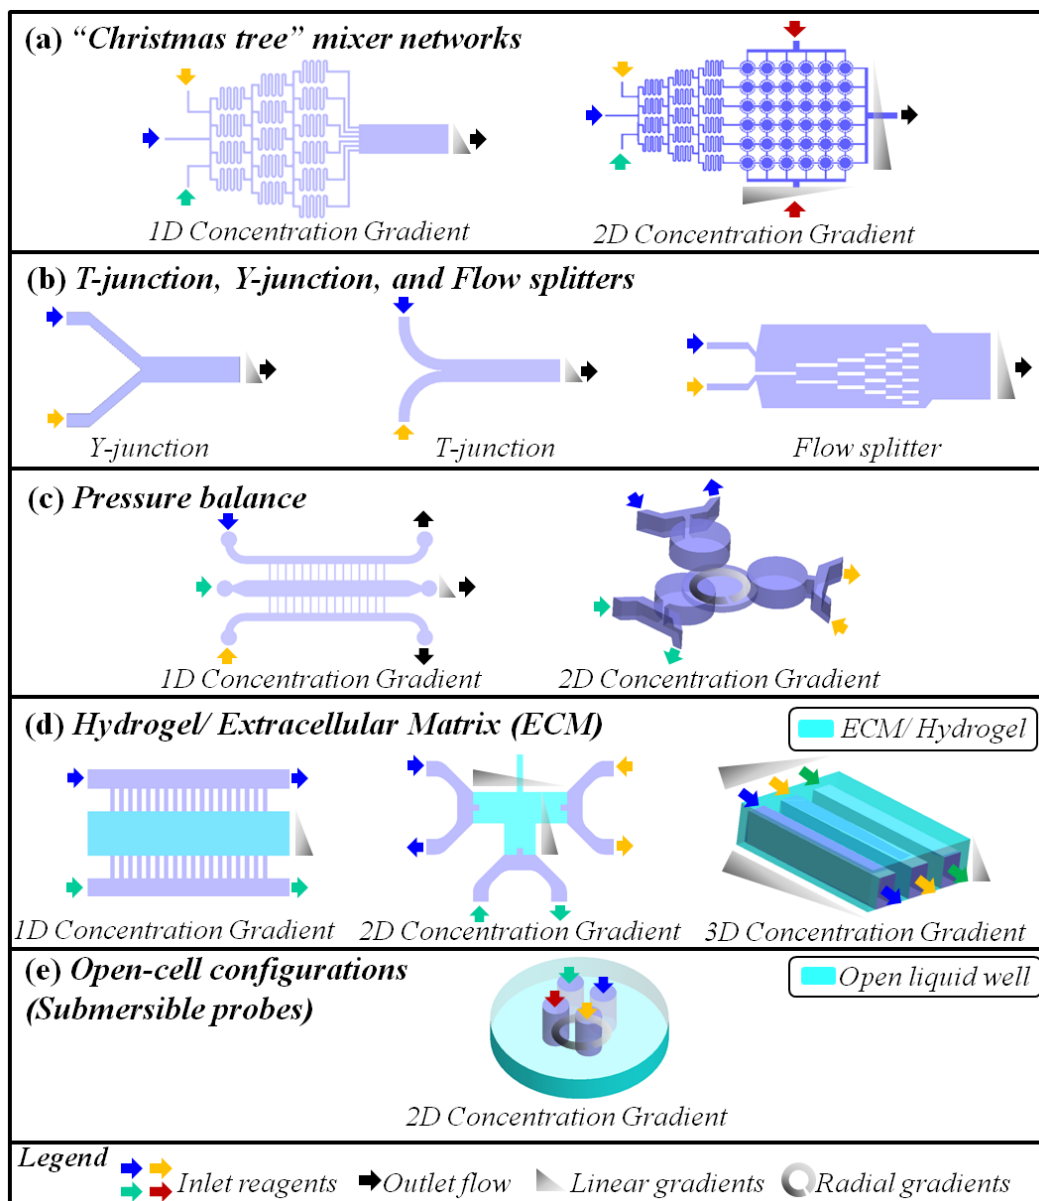 (a) “Christmas tree” mixer networks
1D Concentration Gradient
2D Concentration Gradient
(b) T-junction, Y-junction, and Flow splitters
Y-junction
T-junction
Flow splitter
(c) Pressure balance
1D Concentration Gradient
2D Concentration Gradient
(d) Hydrogel/ Extracellular Matrix (ECM)
ECM/ Hydrogel
1D Concentration Gradient
2D Concentration Gradient
3D Concentration Gradient
(e) Open-cell configurations
(Submersible probes)
Open liquid well
2D Concentration Gradient
Legend
Inlet reagents
Outlet flow
Linear gradients
Radial gradients